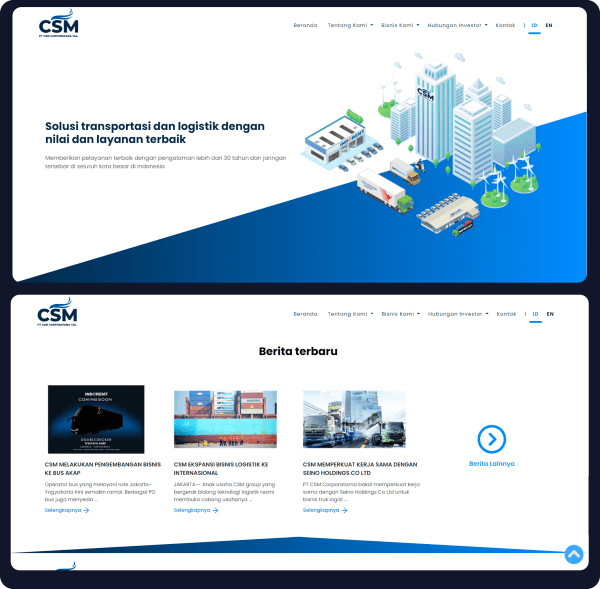 CSM
PT CSM CORPORATAMA Tbk.
Beranda Tentang Kami Bisnis Kami Hubungan Investor Kontak | ID EN
CSM
Solusi transportasi dan logistik dengan
nilai dan layanan terbaik
Memberikan pelayanan terbaik dengan pengalaman lebih dari 30 tahun dan jaringan
tersebar di seluruh kota besar di Indonesia
CSM
PT CSM CORPORATAMA Tbk.
Beranda Tentang Kami Bisnis Kami Hubungan Investor Kontak | ID EN
Berita terbaru
INDORENT
COMING SOON
DOUBLE DECKER
CSM MELAKUKAN PENGEMBANGAN BISNIS
KE BUS AKAP
Operator bus yang melayani rute Jakarta-
Yogyakarta kini semakin ramai. Berbagai PO
bus juga menyedia ...
Selengkapnya
CSM EKSPANSI BISNIS LOGISTIK KE
INTERNASIONAL
JAKARTA-- Anak usaha CSM group yang
bergerak bidang teknologi logistik resmi
membuka cabang usahanya ...
Selengkapnya
CSM MEMPERKUAT KERJA SAMA DENGAN
SEINO HOLDINGS CO LTD
PT CSM Corporatama bakal memperkuat kerja
sama dengan Seino Holdings Co Ltd untuk
bisnis truk logist ...
Selengkapnya
Berita Lainnya